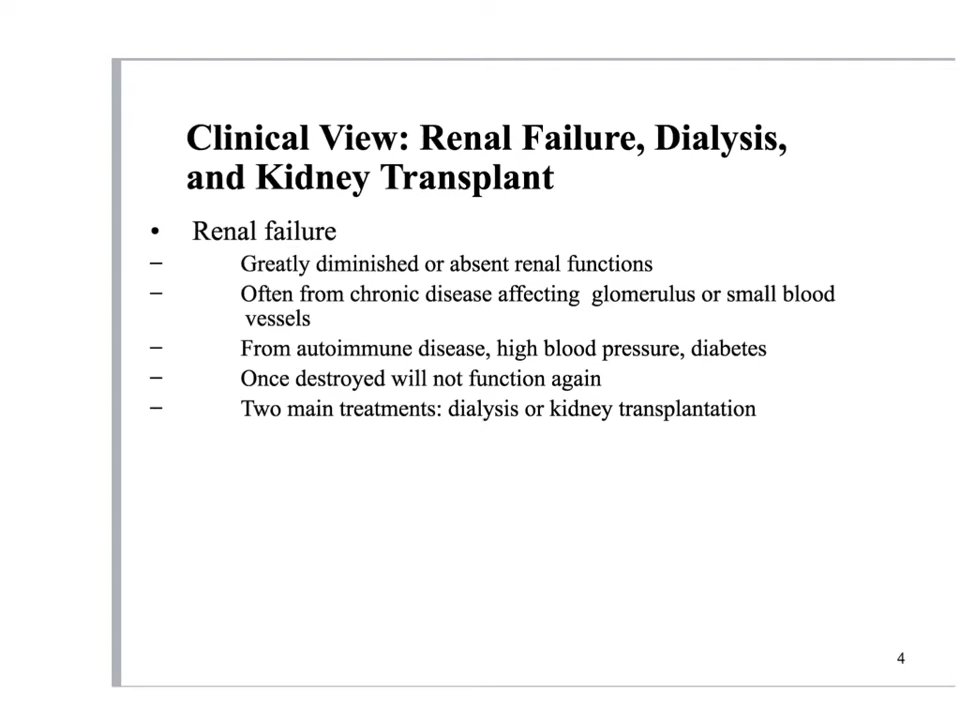 Clinical View: Renal Failure, Dialysis,
and Kidney Transplant
• Renal failure
– Greatly diminished or absent renal functions
– Often from chronic disease affecting glomerulus or small blood
vessels
– From autoimmune disease, high blood pressure, diabetes
– Once destroyed will not function again
– Two main treatments: dialysis or kidney transplantation
4